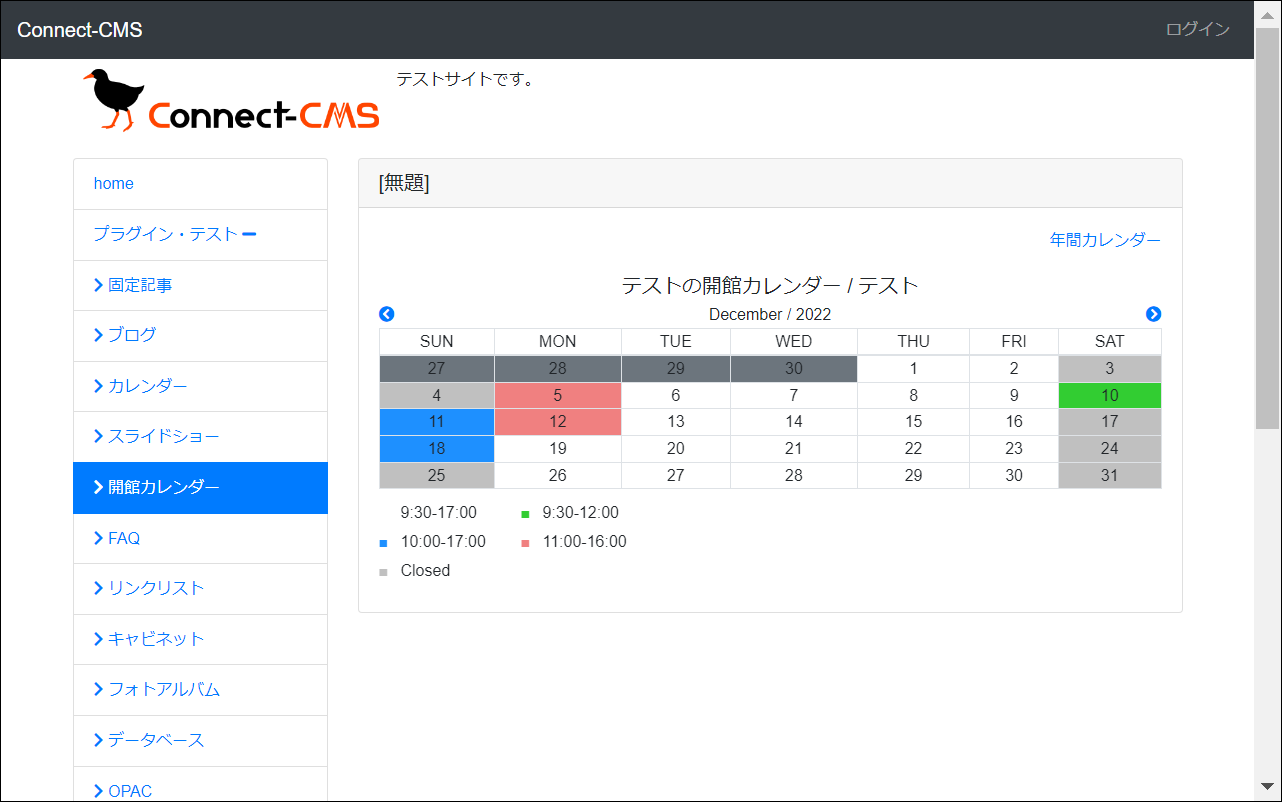 Connect-CMS
ログイン
Connect-CMS
テストサイトです。
home
プラグイン・テスト
固定記事
ブログ
カレンダー
スライドショー
開館カレンダー
FAQ
リンクリスト
キャビネット
フォトアルバム
データベース
OPAC
[無題]
年間カレンダー
テストの開館カレンダー / テスト
December / 2022
SUN MON TUE WED THU FRI SAT
27 28 29 30 1 2 3
4 5 6 7 8 9 10
11 12 13 14 15 16 17
18 19 20 21 22 23 24
25 26 27 28 29 30 31
9:30-17:00 9:30-12:00
10:00-17:00 11:00-16:00
Closed